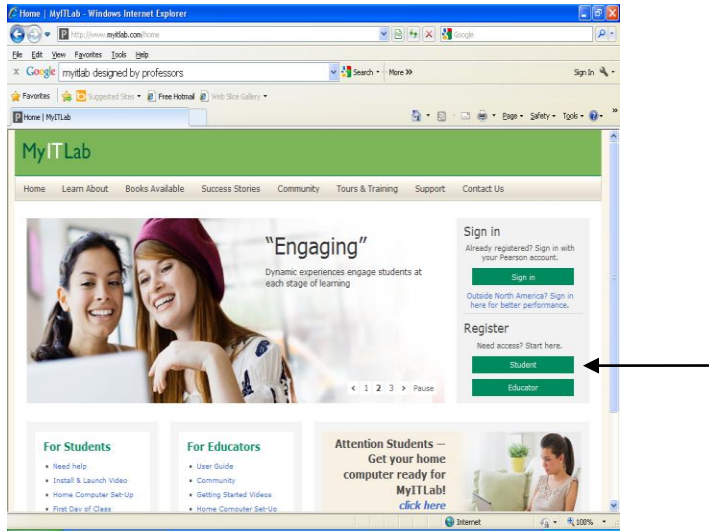 Home | MyITLab - Windows Internet Explorer
http://www.myitlab.com/home
Google
File Edit View Favorites Tools Help
x Google myitlab designed by professors Search More >> Sign In
Favorites Suggested Sites Free Hotmail Web Slice Gallery
Home | MyITLab Page Safety Tools
MyITLab
Home Learn About Books Available Success Stories Community Tours & Training Support Contact Us
"Engaging"
Dynamic experiences engage students at
each stage of learning
< 1 2 3 > Pause
Sign in
Already registered? Sign in with
your Pearson account.
Sign in
Outside North America? Sign in
here for better performance.
Register
Need access? Start here.
Student
Educator
For Students
• Need help
• Install & Launch Video
• Home Computer Set-Up
• First Day of Class
For Educators
• User Guide
• Community
• Getting Started Videos
• Home Computer Set-Up
Attention Students —
Get your home
computer ready for
MyITLab!
click here
Internet 100%